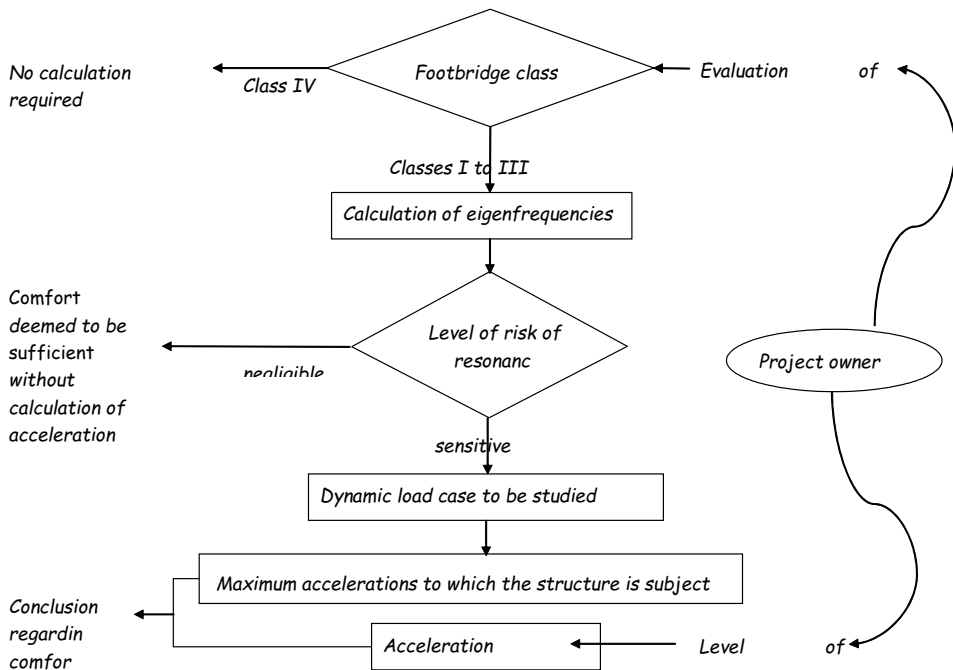 No calculation
required
Class IV
Footbridge class
Evaluation of
Classes I to III
Calculation of eigenfrequencies
Comfort
deemed to be
sufficient
without
calculation of
acceleration
negligible
Level of risk of
resonanc
Project owner
sensitive
Dynamic load case to be studied
Maximum accelerations to which the structure is subject
Conclusion
regardin
comfor
Acceleration
Level of